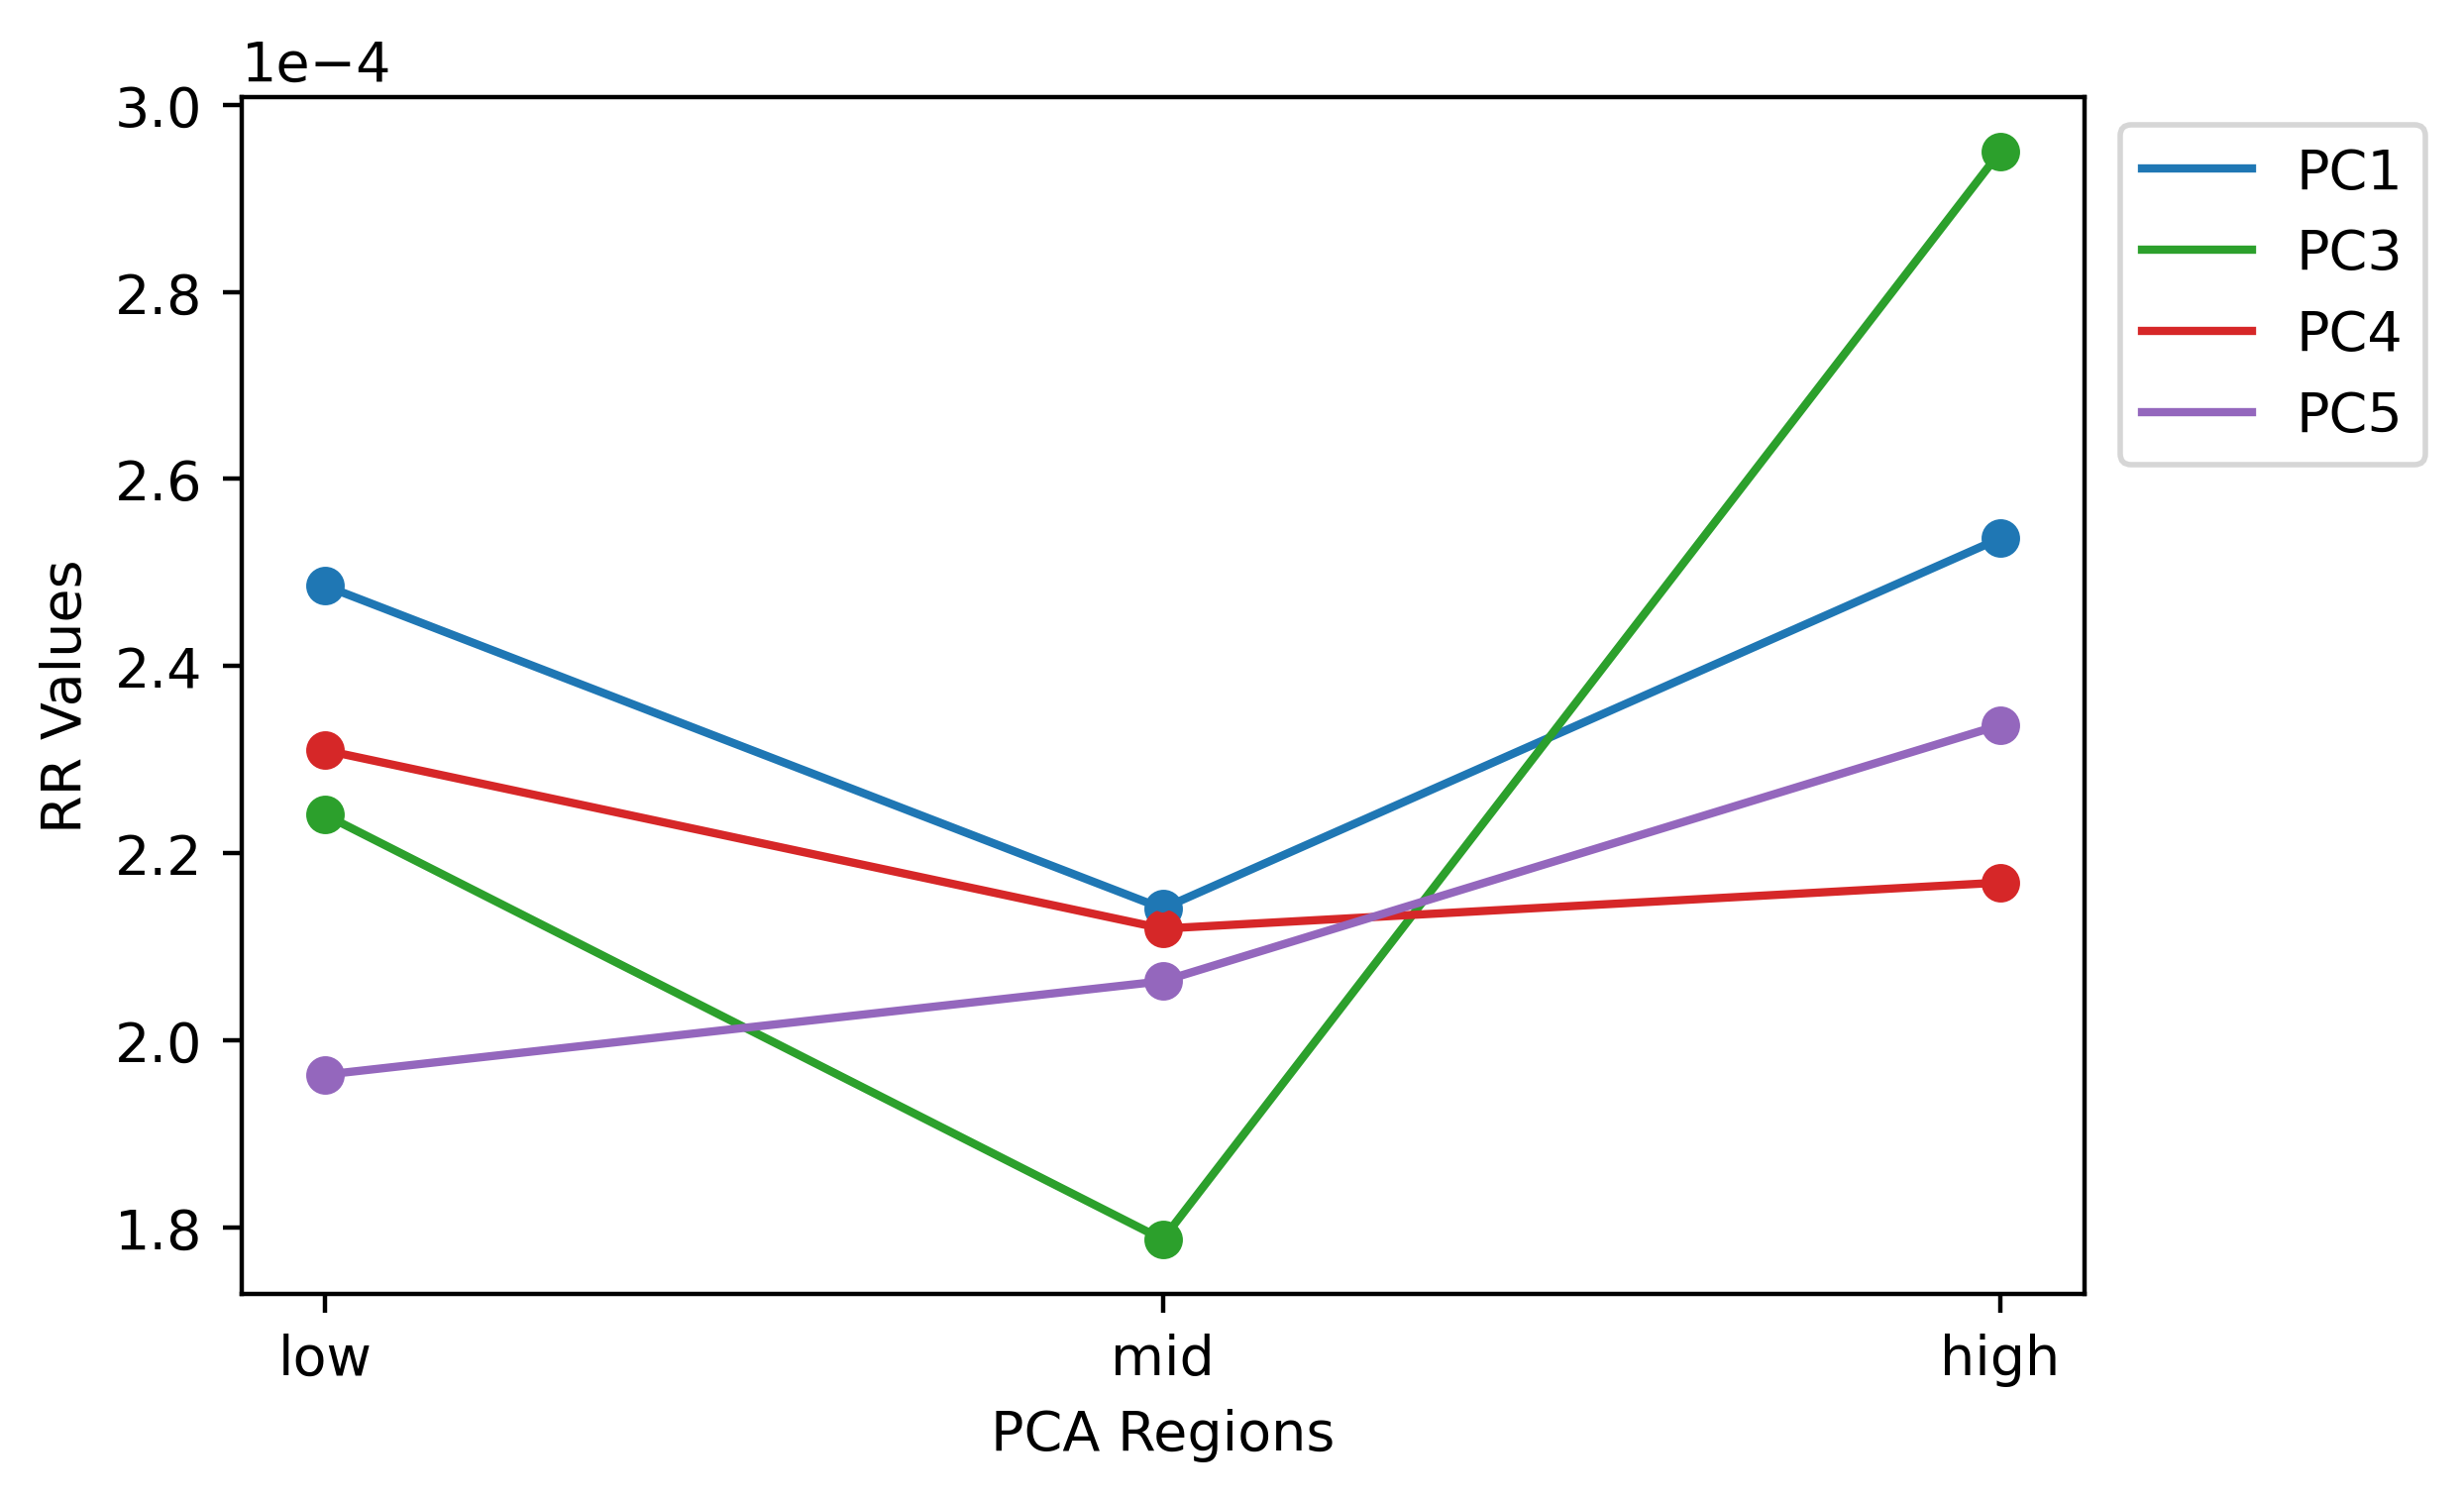 1e−4
3.0
2.8
2.6
2.4
2.2
2.0
1.8
RR Values
low mid high
PCA Regions
PC1
PC3
PC4
PC5